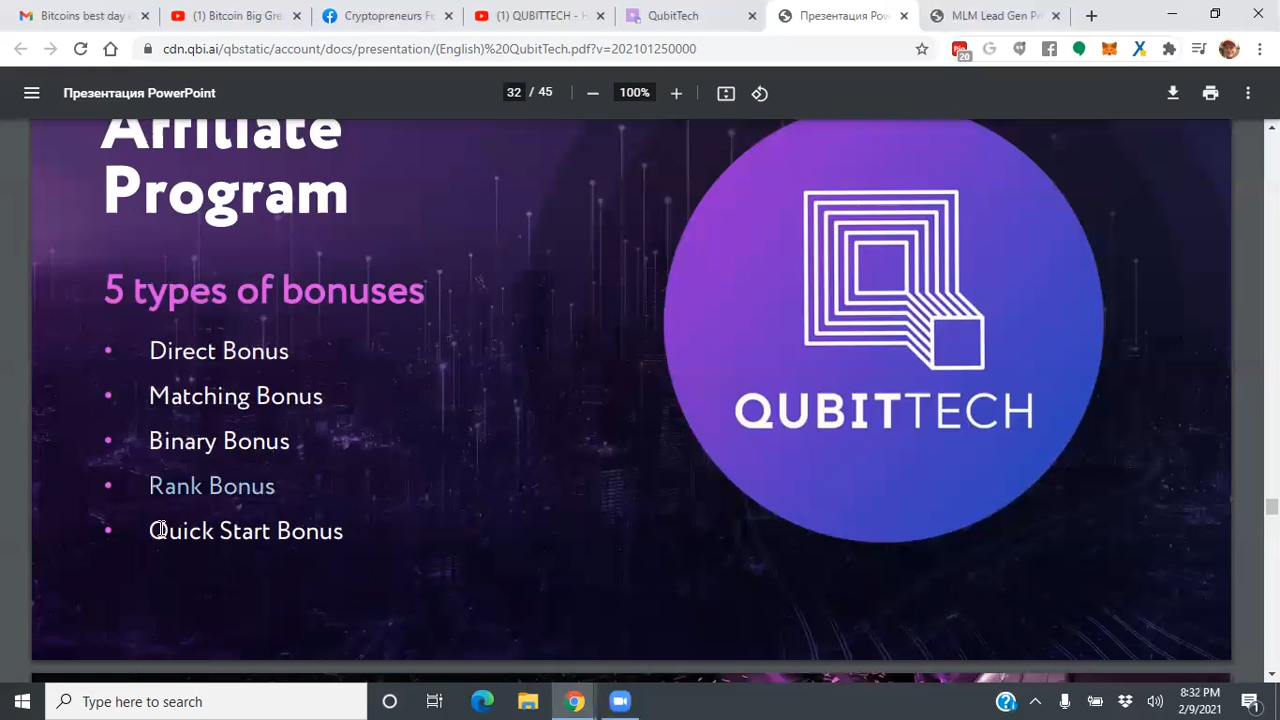 Bitcoins best day
(1) Bitcoin Big Gre
(1) Cryptopreneurs F
(1) QUBITTECH - H
QubitTech
Презентация Pow
MLM Lead Gen Pr
cdn.qbi.ai/qbstatic/account/docs/presentation/(English)%20QubitTech.pdf?v=202101250000
20
Презентация PowerPoint
32 / 45
100%
Affiliate
Program
5 types of bonuses
• Direct Bonus
• Matching Bonus
• Binary Bonus
• Rank Bonus
• Quick Start Bonus
QUBITTECH
Type here to search
8:32 PM
2/9/2021
1